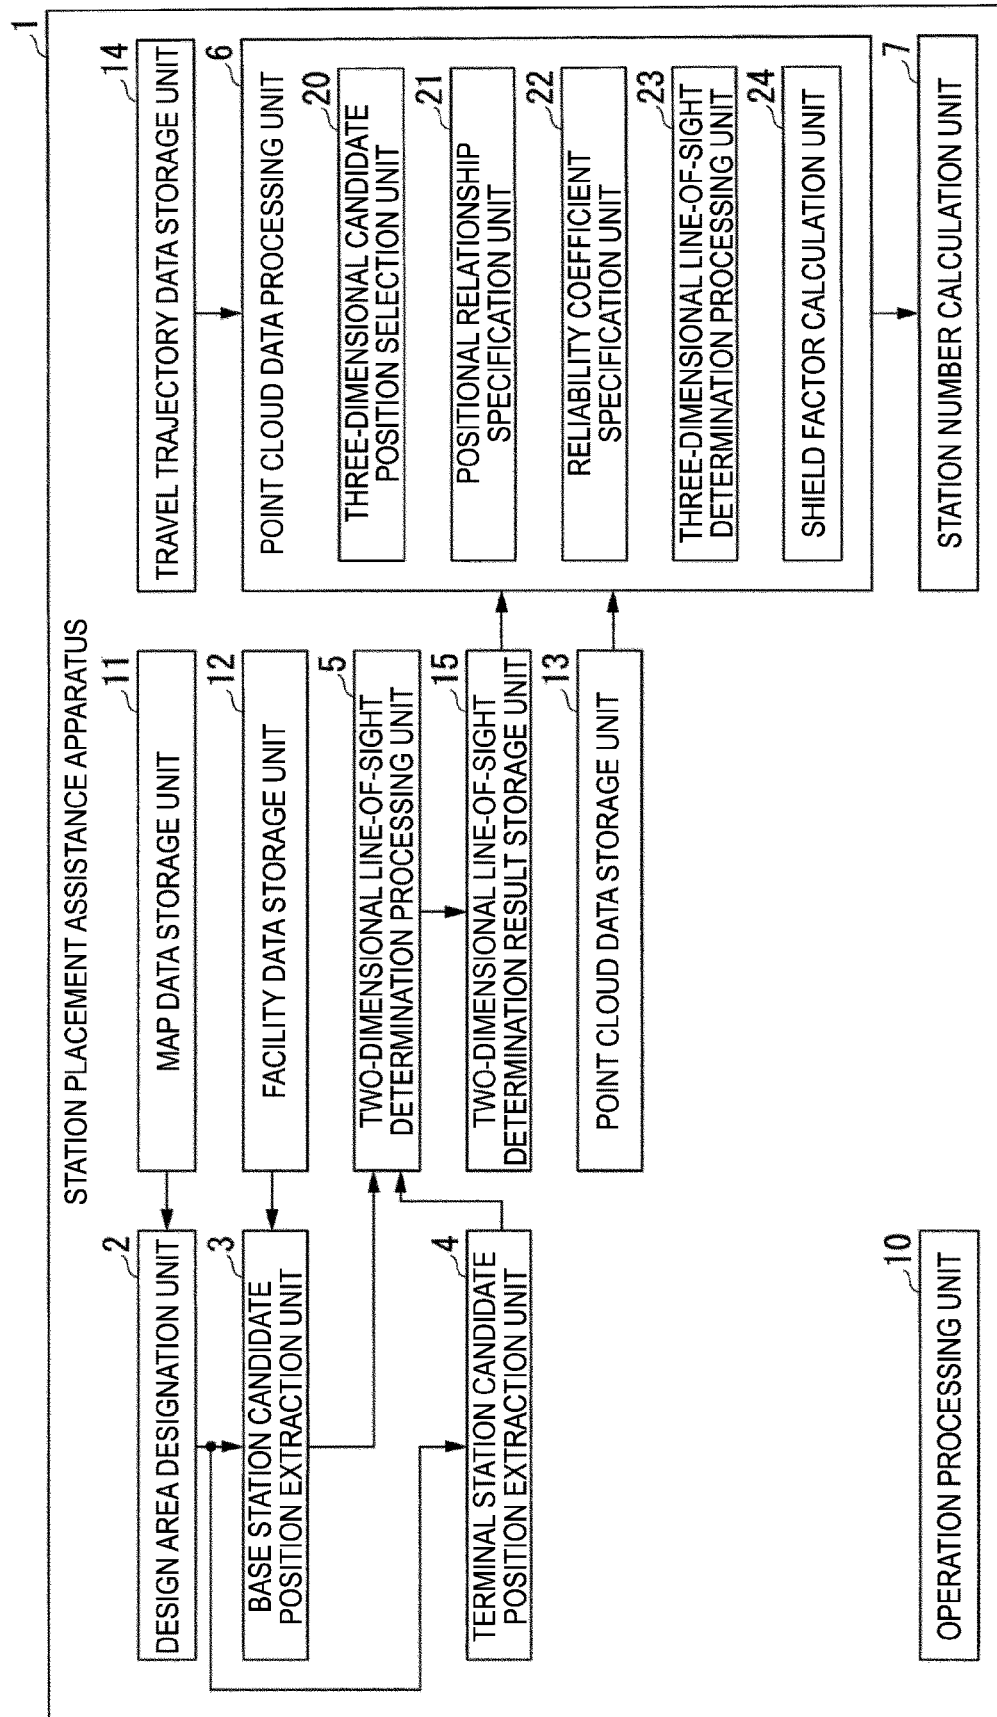 1
STATION PLACEMENT ASSISTANCE APPARATUS
2
DESIGN AREA DESIGNATION UNIT
3
BASE STATION CANDIDATE
POSITION EXTRACTION UNIT
4
TERMINAL STATION CANDIDATE
POSITION EXTRACTION UNIT
10
OPERATION PROCESSING UNIT
11
MAP DATA STORAGE UNIT
12
FACILITY DATA STORAGE UNIT
5
TWO-DIMENSIONAL LINE-OF-SIGHT
DETERMINATION PROCESSING UNIT
15
TWO-DIMENSIONAL LINE-OF-SIGHT
DETERMINATION RESULT STORAGE UNIT
13
POINT CLOUD DATA STORAGE UNIT
14
TRAVEL TRAJECTORY DATA STORAGE UNIT
6
POINT CLOUD DATA PROCESSING UNIT
20
THREE-DIMENSIONAL CANDIDATE
POSITION SELECTION UNIT
21
POSITIONAL RELATIONSHIP
SPECIFICATION UNIT
22
RELIABILITY COEFFICIENT
SPECIFICATION UNIT
23
THREE-DIMENSIONAL LINE-OF-SIGHT
DETERMINATION PROCESSING UNIT
24
SHIELD FACTOR CALCULATION UNIT
7
STATION NUMBER CALCULATION UNIT